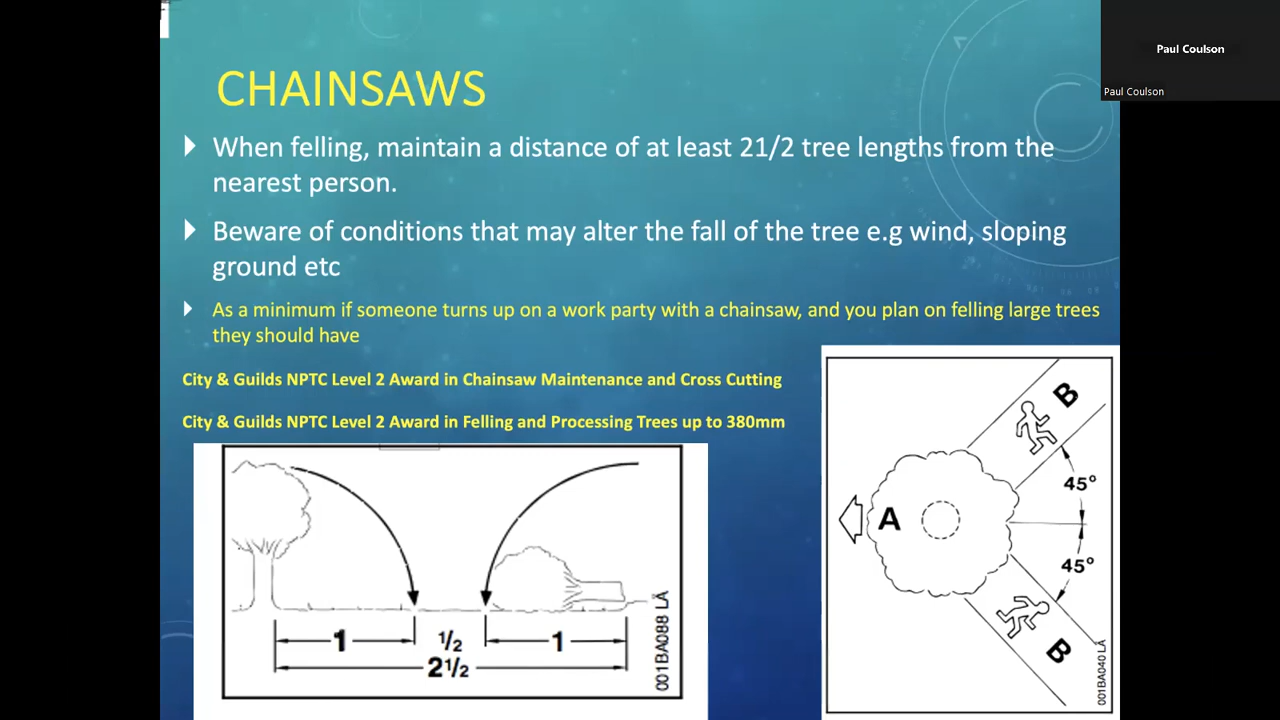 Paul Coulson
Paul Coulson
CHAINSAWS
When felling, maintain a distance of at least 21/2 tree lengths from the
nearest person.
Beware of conditions that may alter the fall of the tree e.g wind, sloping
ground etc
As a minimum if someone turns up on a work party with a chainsaw, and you plan on felling large trees
they should have
City & Guilds NPTC Level 2 Award in Chainsaw Maintenance and Cross Cutting
City & Guilds NPTC Level 2 Award in Felling and Processing Trees up to 380mm
1 1/2 1
2 1/2
001BA088 LÅ
B
45°
A
45°
B
001BA040 LÅ